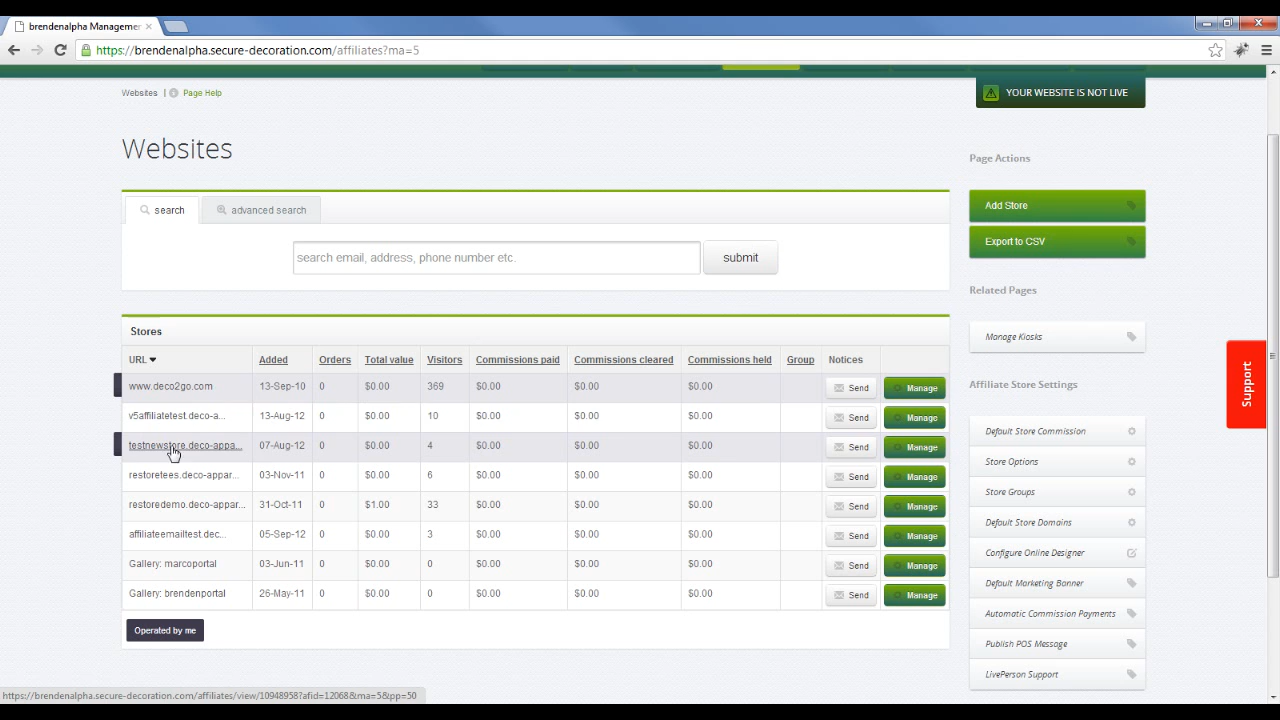 brendenalpha Managemen
https://brendenalpha.secure-decoration.com/affiliates?ma=5
Websites | Page Help
YOUR WEBSITE IS NOT LIVE
Websites
search
advanced search
search email, address, phone number etc.
submit
Stores
URL Added Orders Total value Visitors Commissions paid Commissions cleared Commissions held Group Notices
www.deco2go.com 13-Sep-10 0 $0.00 369 $0.00 $0.00 $0.00 Send Manage
v5affiliatetest.deco-a... 13-Aug-12 0 $0.00 10 $0.00 $0.00 $0.00 Send Manage
testnewstore.deco-appa... 07-Aug-12 0 $0.00 4 $0.00 $0.00 $0.00 Send Manage
restoretees.deco-appar... 03-Nov-11 0 $0.00 6 $0.00 $0.00 $0.00 Send Manage
restoredemo.deco-appar... 31-Oct-11 0 $1.00 33 $0.00 $0.00 $0.00 Send Manage
affiliateemailtest.dec... 05-Sep-12 0 $0.00 3 $0.00 $0.00 $0.00 Send Manage
Gallery: marcoportal 03-Jun-11 0 $0.00 0 $0.00 $0.00 $0.00 Send Manage
Gallery: brendenportal 26-May-11 0 $0.00 0 $0.00 $0.00 $0.00 Send Manage
Operated by me
Page Actions
Add Store
Export to CSV
Related Pages
Manage Kiosks
Affiliate Store Settings
Default Store Commission
Store Options
Store Groups
Default Store Domains
Configure Online Designer
Default Marketing Banner
Automatic Commission Payments
Publish POS Message
LivePerson Support
Support
https://brendenalpha.secure-decoration.com/affiliates/view/10948958?afid=12068&ma=5&pp=50